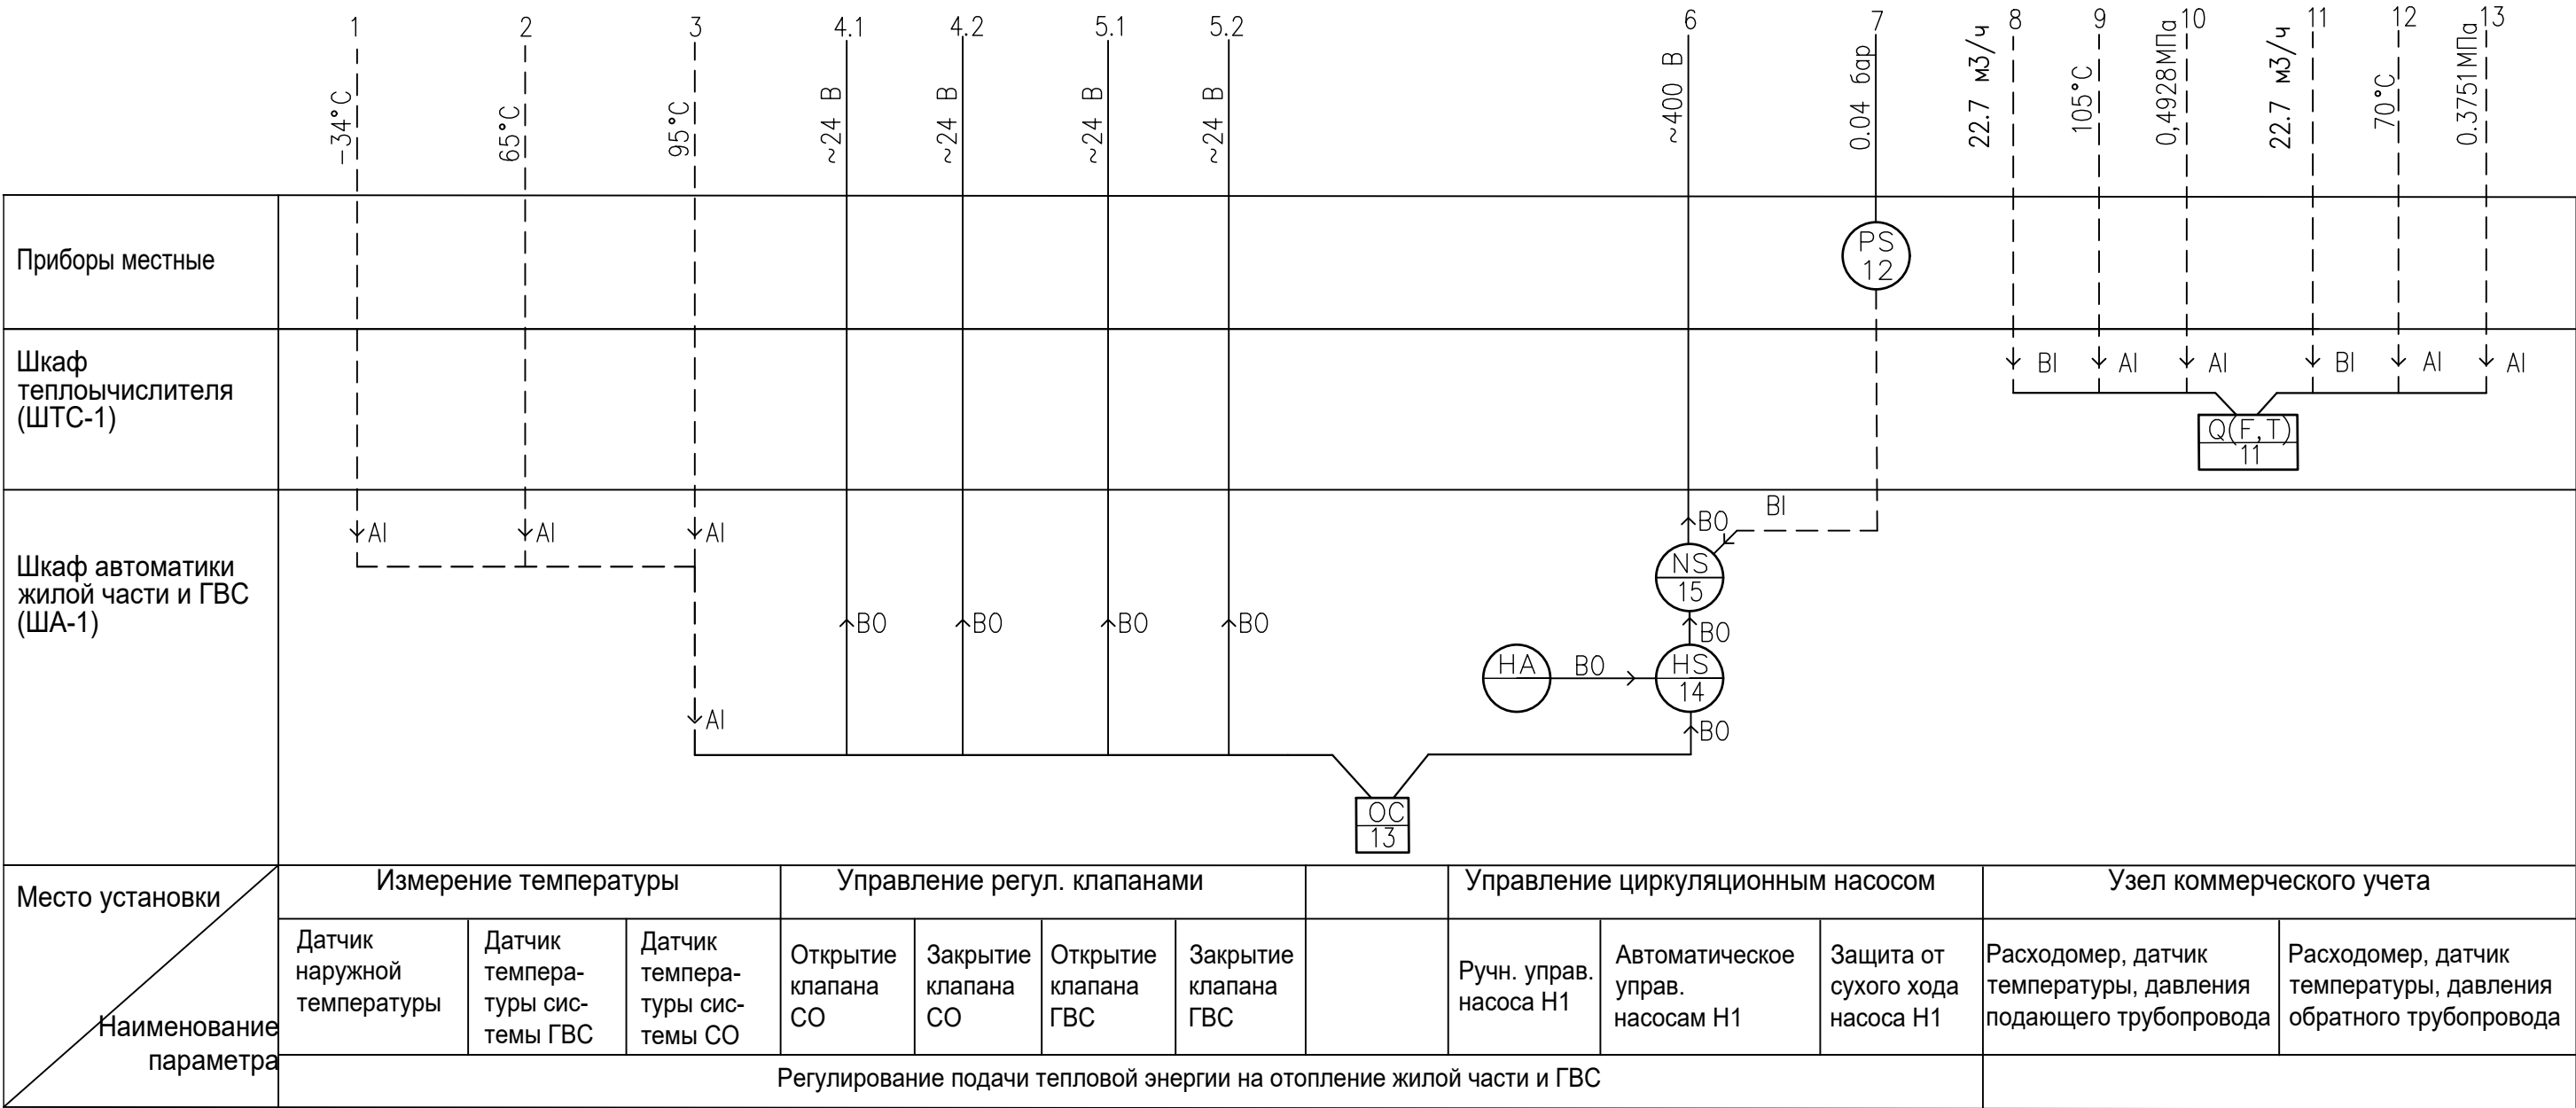 1
2
3
4.1
4.2
5.1
5.2
6
7
8
9
10
11
12
13
-34°C
65°C
95°C
~24 В
~24 В
~24 В
~24 В
~400 В
0.04 бар
22.7 м3/ч
105°C
0,4928МПа
22.7 м3/ч
70°C
0.3751МПа
Приборы местные
PS
12
Шкаф
теплоычислителя
(ШТС-1)
BI
AI
AI
BI
AI
AI
Q(F,T)
11
Шкаф автоматики
жилой части и ГВС
(ША-1)
AI
AI
AI
BO
BI
NS
15
BO
BO
BO
BO
BO
HA
BO
HS
14
AI
BO
OC
13
Место установки
Наименование
параметра
Измерение температуры
Управление регул. клапанами
Управление циркуляционным насосом
Узел коммерческого учета
Датчик
наружной
температуры
Датчик
темпера-
туры сис-
темы ГВС
Датчик
темпера-
туры сис-
темы СО
Открытие
клапана
СО
Закрытие
клапана
СО
Открытие
клапана
ГВС
Закрытие
клапана
ГВС
Ручн. управ.
насоса Н1
Автоматическое
управ.
насосам Н1
Защита от
сухого хода
насоса Н1
Расходомер, датчик
температуры, давления
подающего трубопровода
Расходомер, датчик
температуры, давления
обратного трубопровода
Регулирование подачи тепловой энергии на отопление жилой части и ГВС